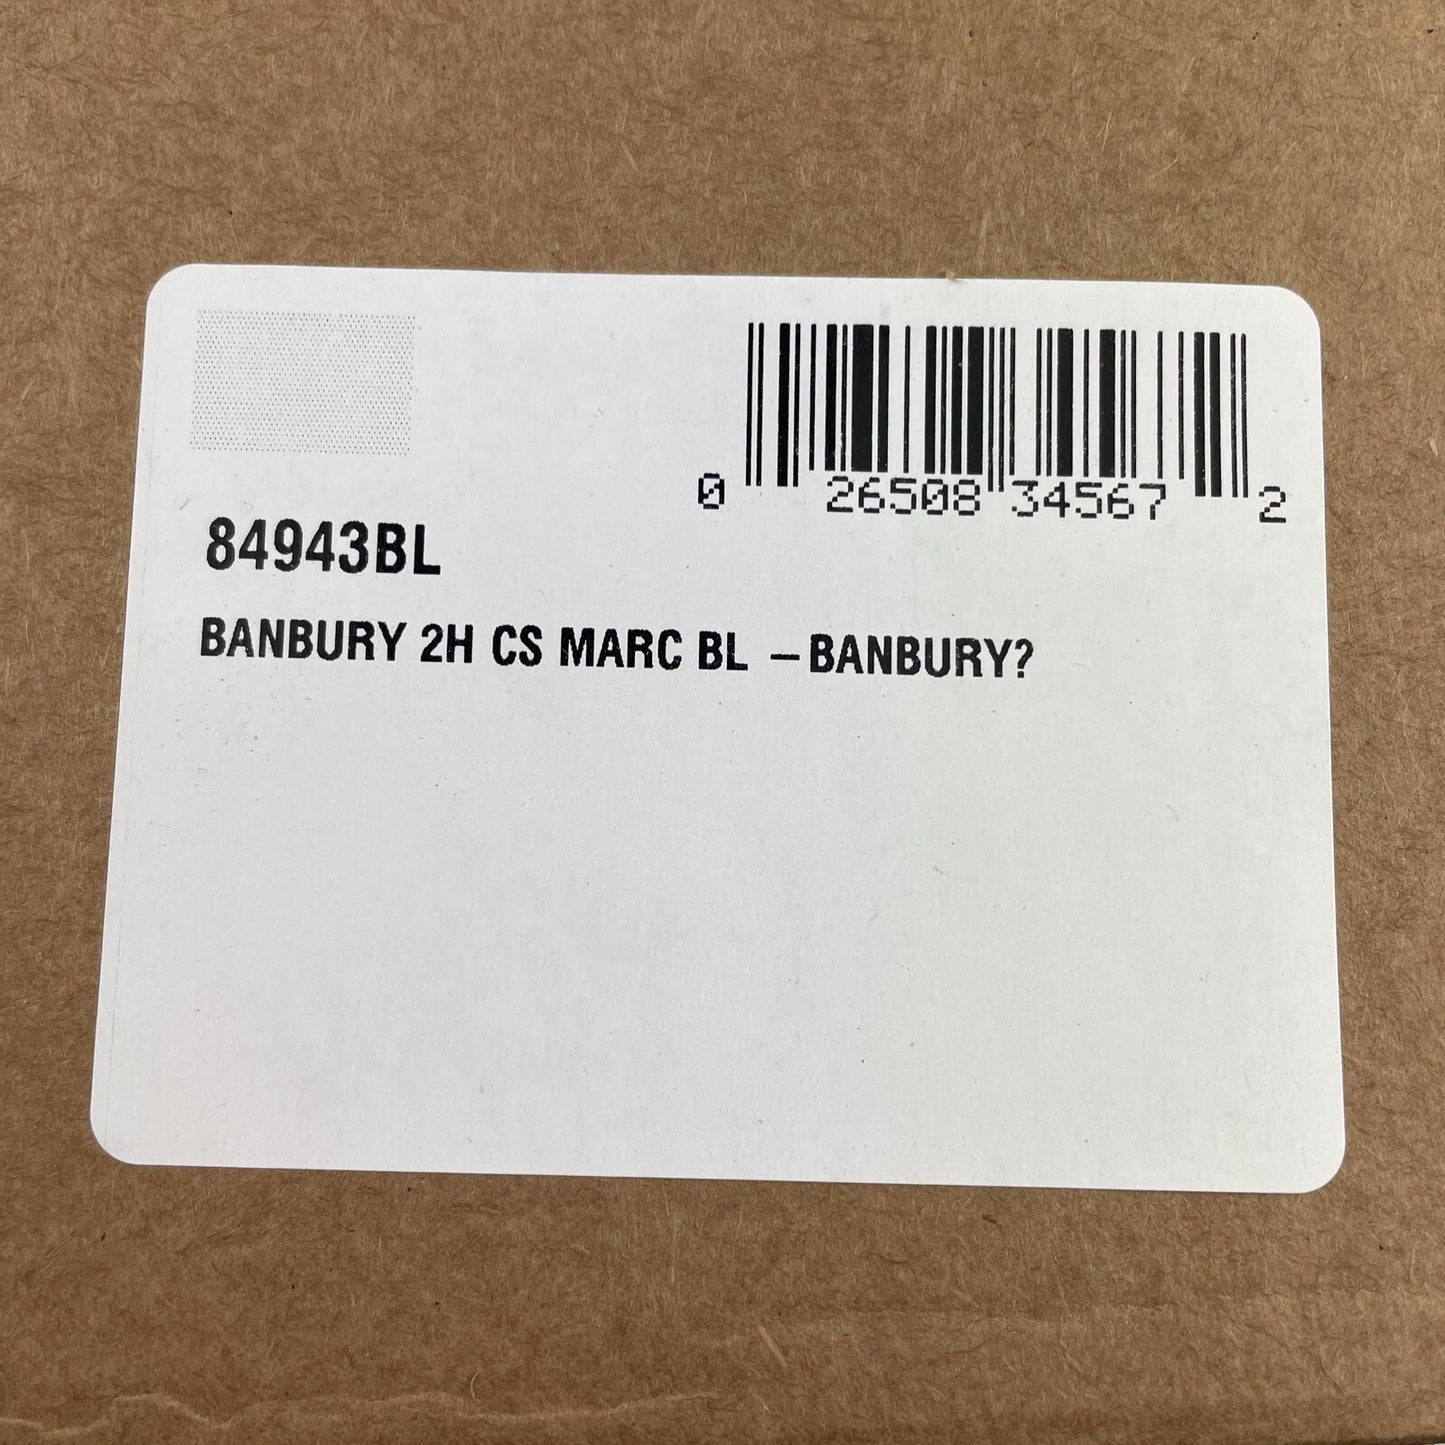 0 26508 34567 2
84943BL
BANBURY 2H CS MARC BL – BANBURY?